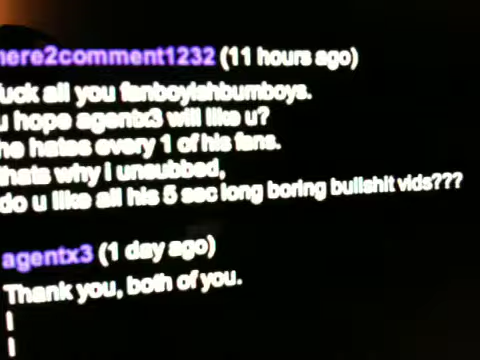 here2comment1232 (11 hours ago)
uck all you fanboyishbumboys.
u hope agentx3 will like u?
he hates every 1 of his fans.
thats why i unsubbed,
do u like all his 5 sec long boring bullshit vids???
agentx3 (1 day ago)
Thank you, both of you.
|
|